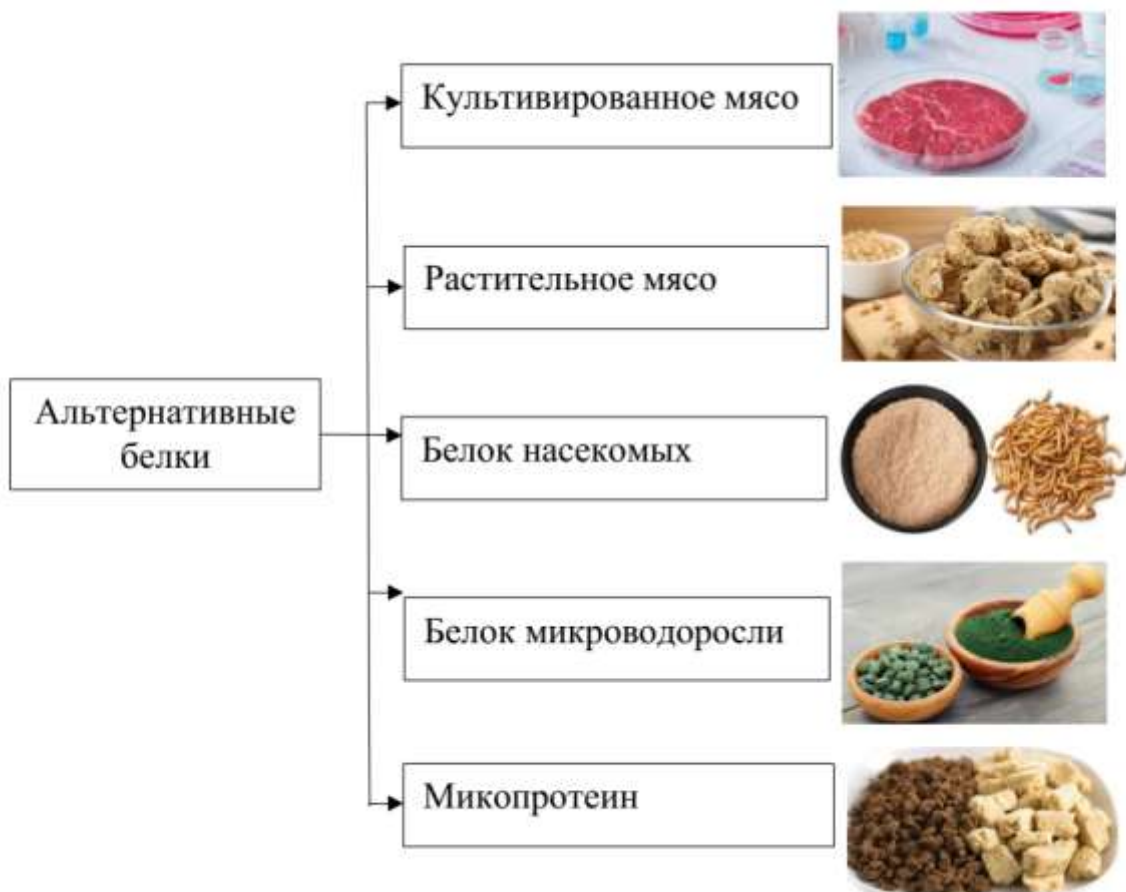 Культивированное мясо
Растительное мясо
Альтернативные
белки
Белок насекомых
Белок микроводоросли
Микопротеин